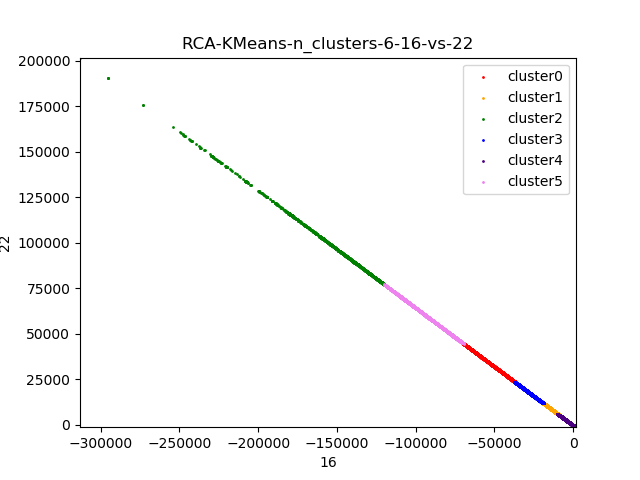 RCA-KMeans-n_clusters-6-16-vs-22
200000
175000
150000
125000
100000
75000
50000
25000
0
22
cluster0
cluster1
cluster2
cluster3
cluster4
cluster5
−300000 −250000 −200000 −150000 −100000 −50000 0
16